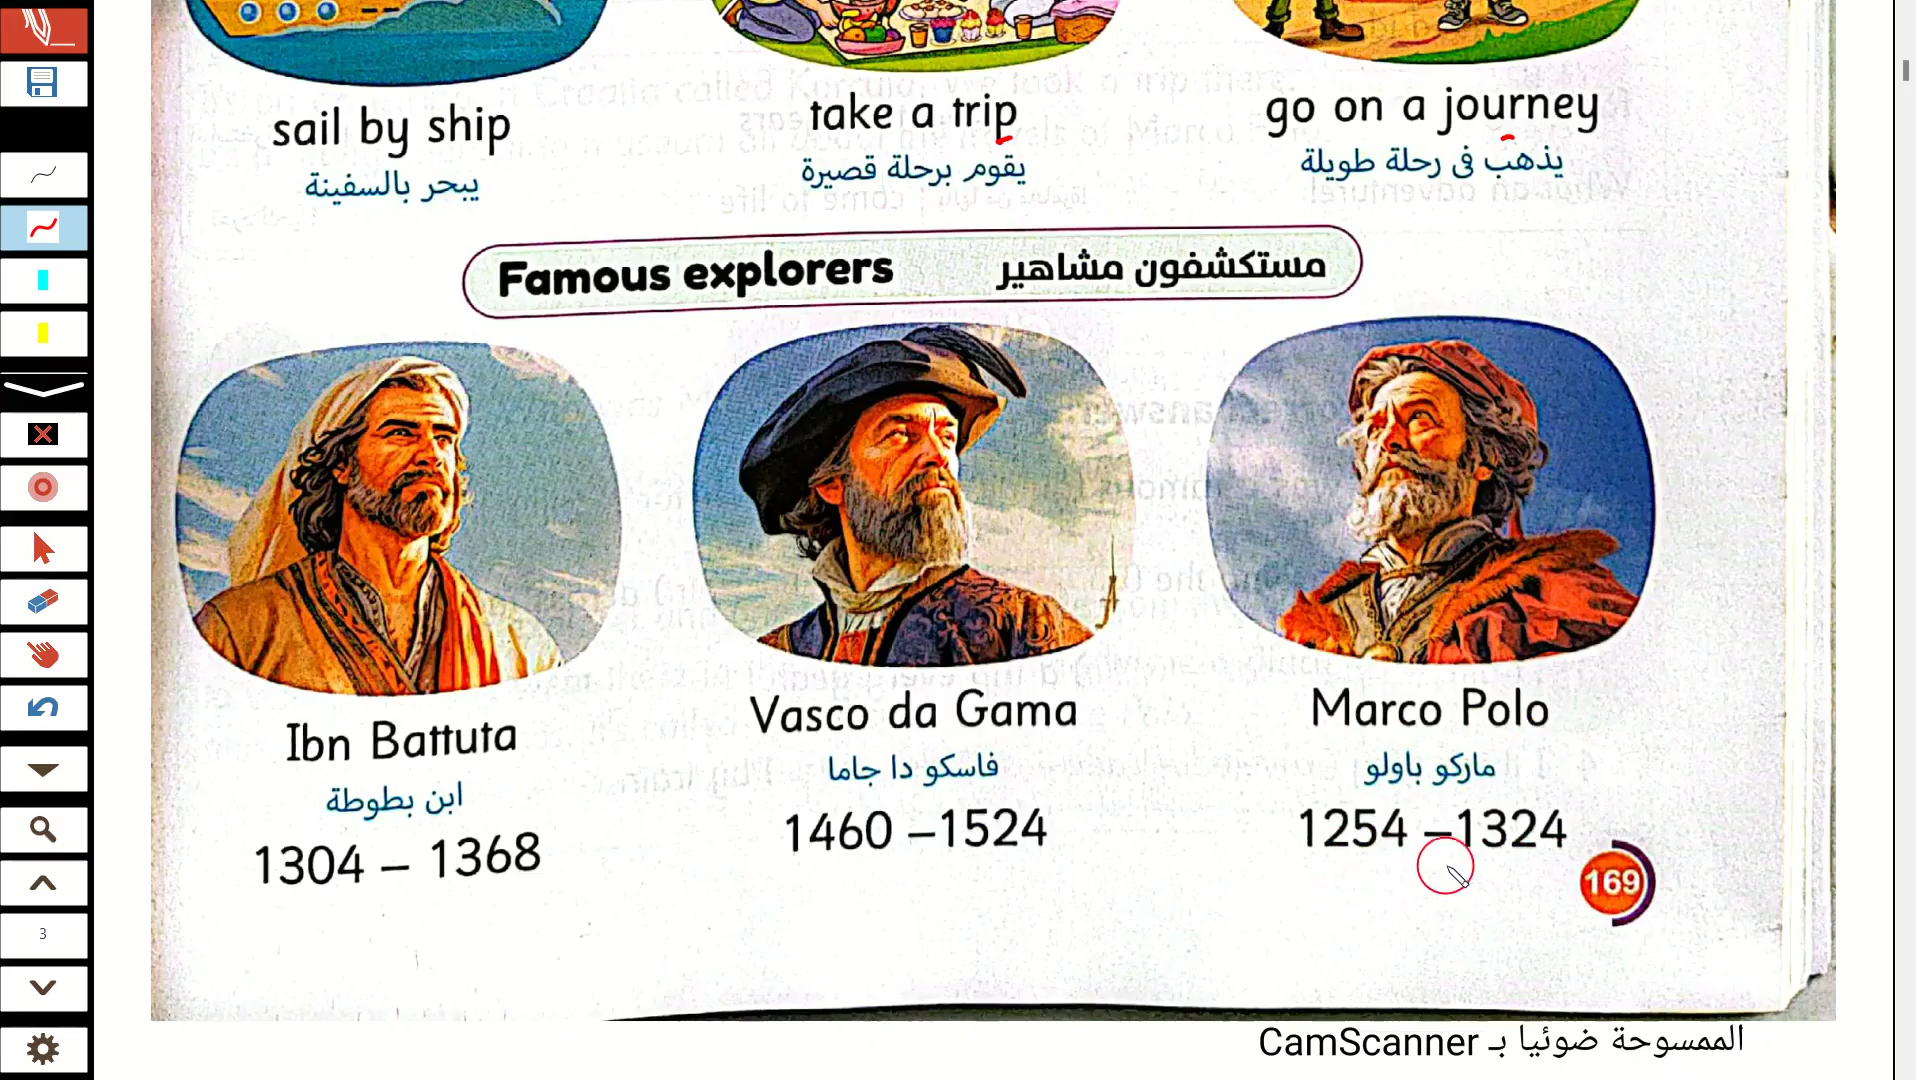 sail by ship
يبحر بالسفينة
take a trip
يقوم برحلة قصيرة
go on a journey
يذهب فى رحلة طويلة
Famous explorers مستكشفون مشاهير
Ibn Battuta
ابن بطوطة
1304 – 1368
Vasco da Gama
فاسكو دا جاما
1460 –1524
Marco Polo
ماركو باولو
1254 –1324
169
3
الممسوحة ضوئيا بـ CamScanner